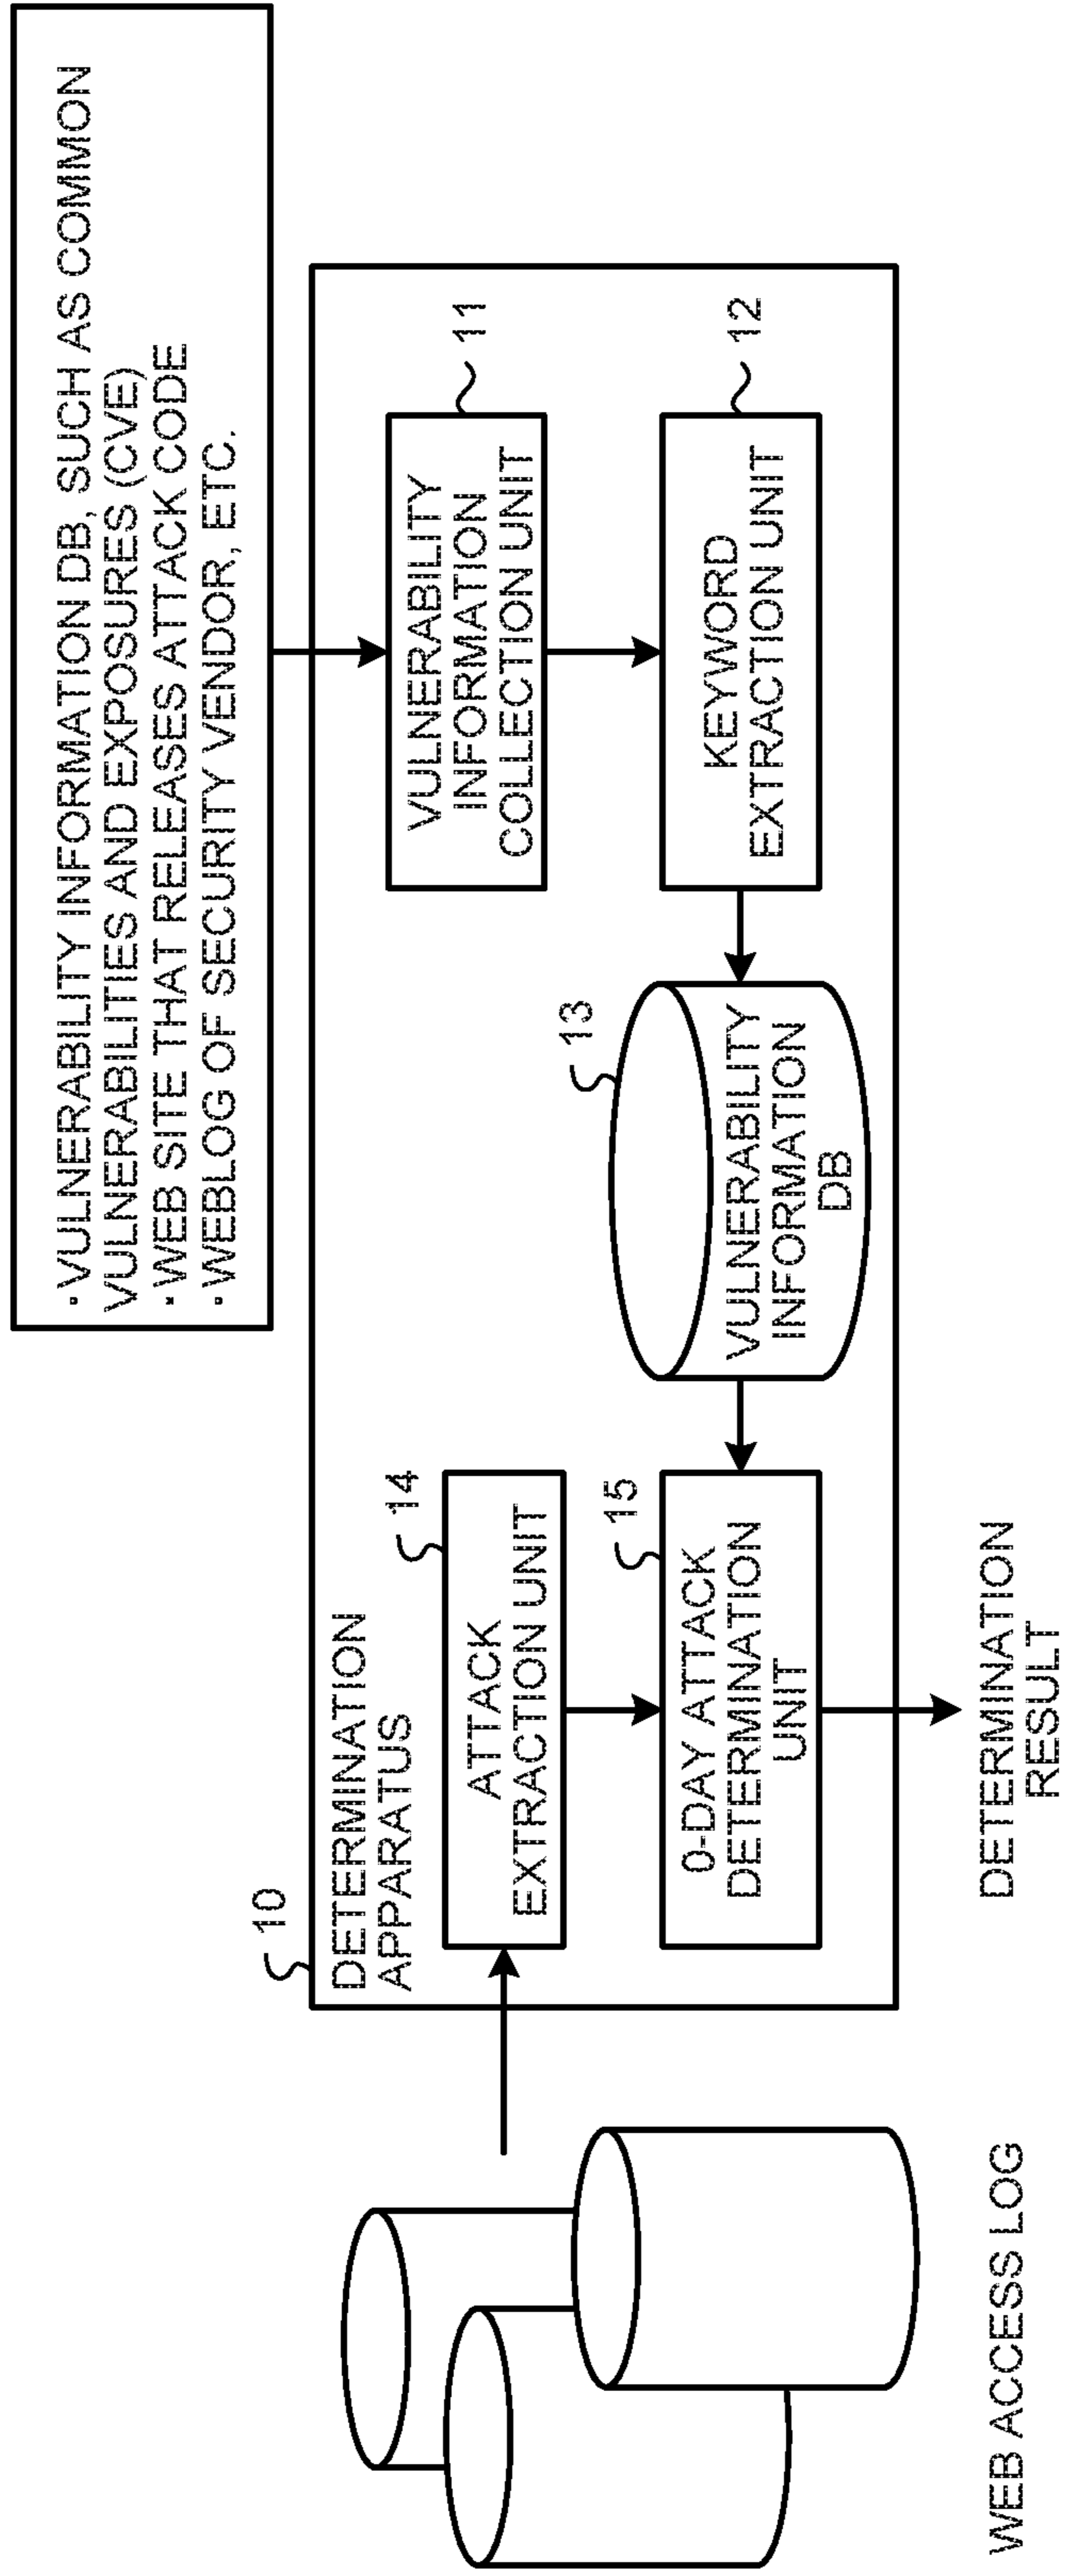 · VULNERABILITY INFORMATION DB, SUCH AS COMMON
VULNERABILITIES AND EXPOSURES (CVE)
· WEB SITE THAT RELEASES ATTACK CODE
· WEBLOG OF SECURITY VENDOR, ETC.
10
DETERMINATION
APPARATUS
14
ATTACK
EXTRACTION UNIT
11
VULNERABILITY
INFORMATION
COLLECTION UNIT
15
0-DAY ATTACK
DETERMINATION
UNIT
13
VULNERABILITY
INFORMATION
DB
12
KEYWORD
EXTRACTION UNIT
WEB ACCESS LOG
DETERMINATION
RESULT